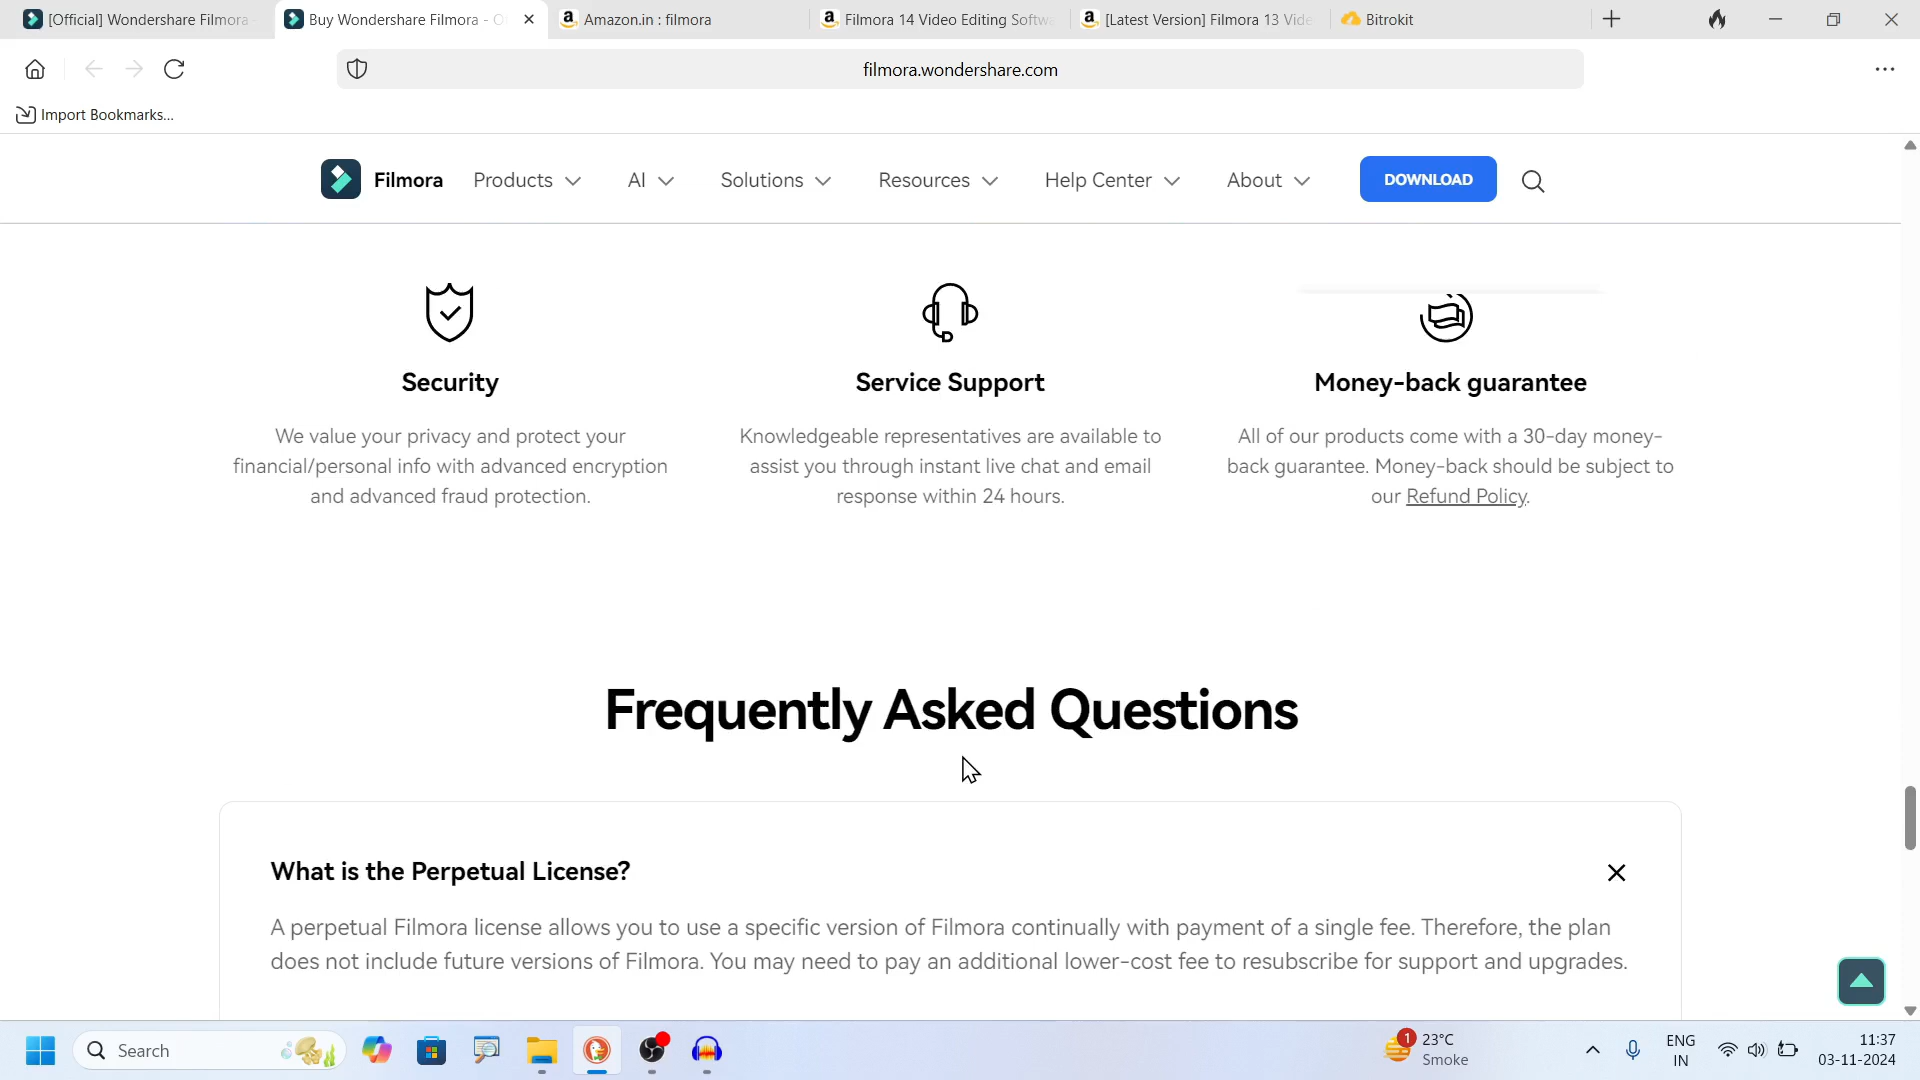 [Official] Wondershare Filmora -
Buy Wondershare Filmora - O
Amazon.in : filmora
Filmora 14 Video Editing Softwa
[Latest Version] Filmora 13 Vide
Bitrokit
filmora.wondershare.com
Import Bookmarks...
Filmora
Products
AI
Solutions
Resources
Help Center
About
DOWNLOAD
Security
We value your privacy and protect your
financial/personal info with advanced encryption
and advanced fraud protection.
Service Support
Knowledgeable representatives are available to
assist you through instant live chat and email
response within 24 hours.
Money-back guarantee
All of our products come with a 30-day money-
back guarantee. Money-back should be subject to
our Refund Policy.
Frequently Asked Questions
What is the Perpetual License?
A perpetual Filmora license allows you to use a specific version of Filmora continually with payment of a single fee. Therefore, the plan
does not include future versions of Filmora. You may need to pay an additional lower-cost fee to resubscribe for support and upgrades.
Search
1
23°C
Smoke
ENG
IN
11:37
03-11-2024